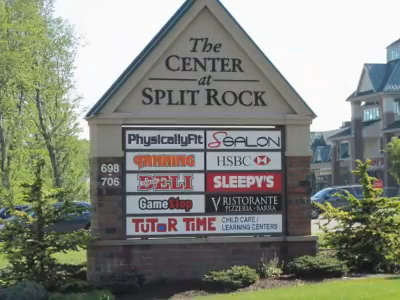 The
CENTER
at
SPLIT ROCK
PHYSICALLYFIT
SALON
698
706
TANNING
HSBC
DELI
SLEEPY'S
GameStop
V RISTORANTE
PIZZERIA · BARRA
TUTOR TIME
CHILD CARE /
LEARNING CENTERS